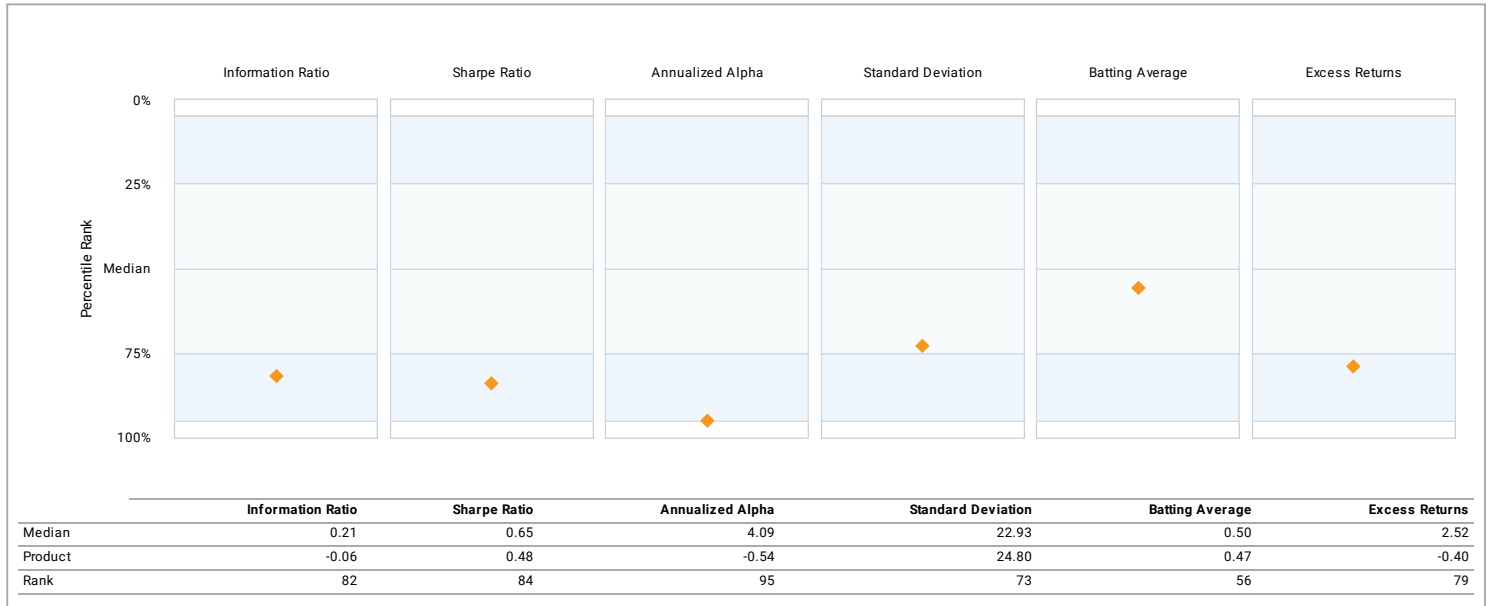 Information Ratio Sharpe Ratio Annualized Alpha Standard Deviation Batting Average Excess Returns
0%
25%
Percentile Rank
Median
75%
100%
Information Ratio Sharpe Ratio Annualized Alpha Standard Deviation Batting Average Excess Returns
Median 0.21 0.65 4.09 22.93 0.50 2.52
Product -0.06 0.48 -0.54 24.80 0.47 -0.40
Rank 82 84 95 73 56 79